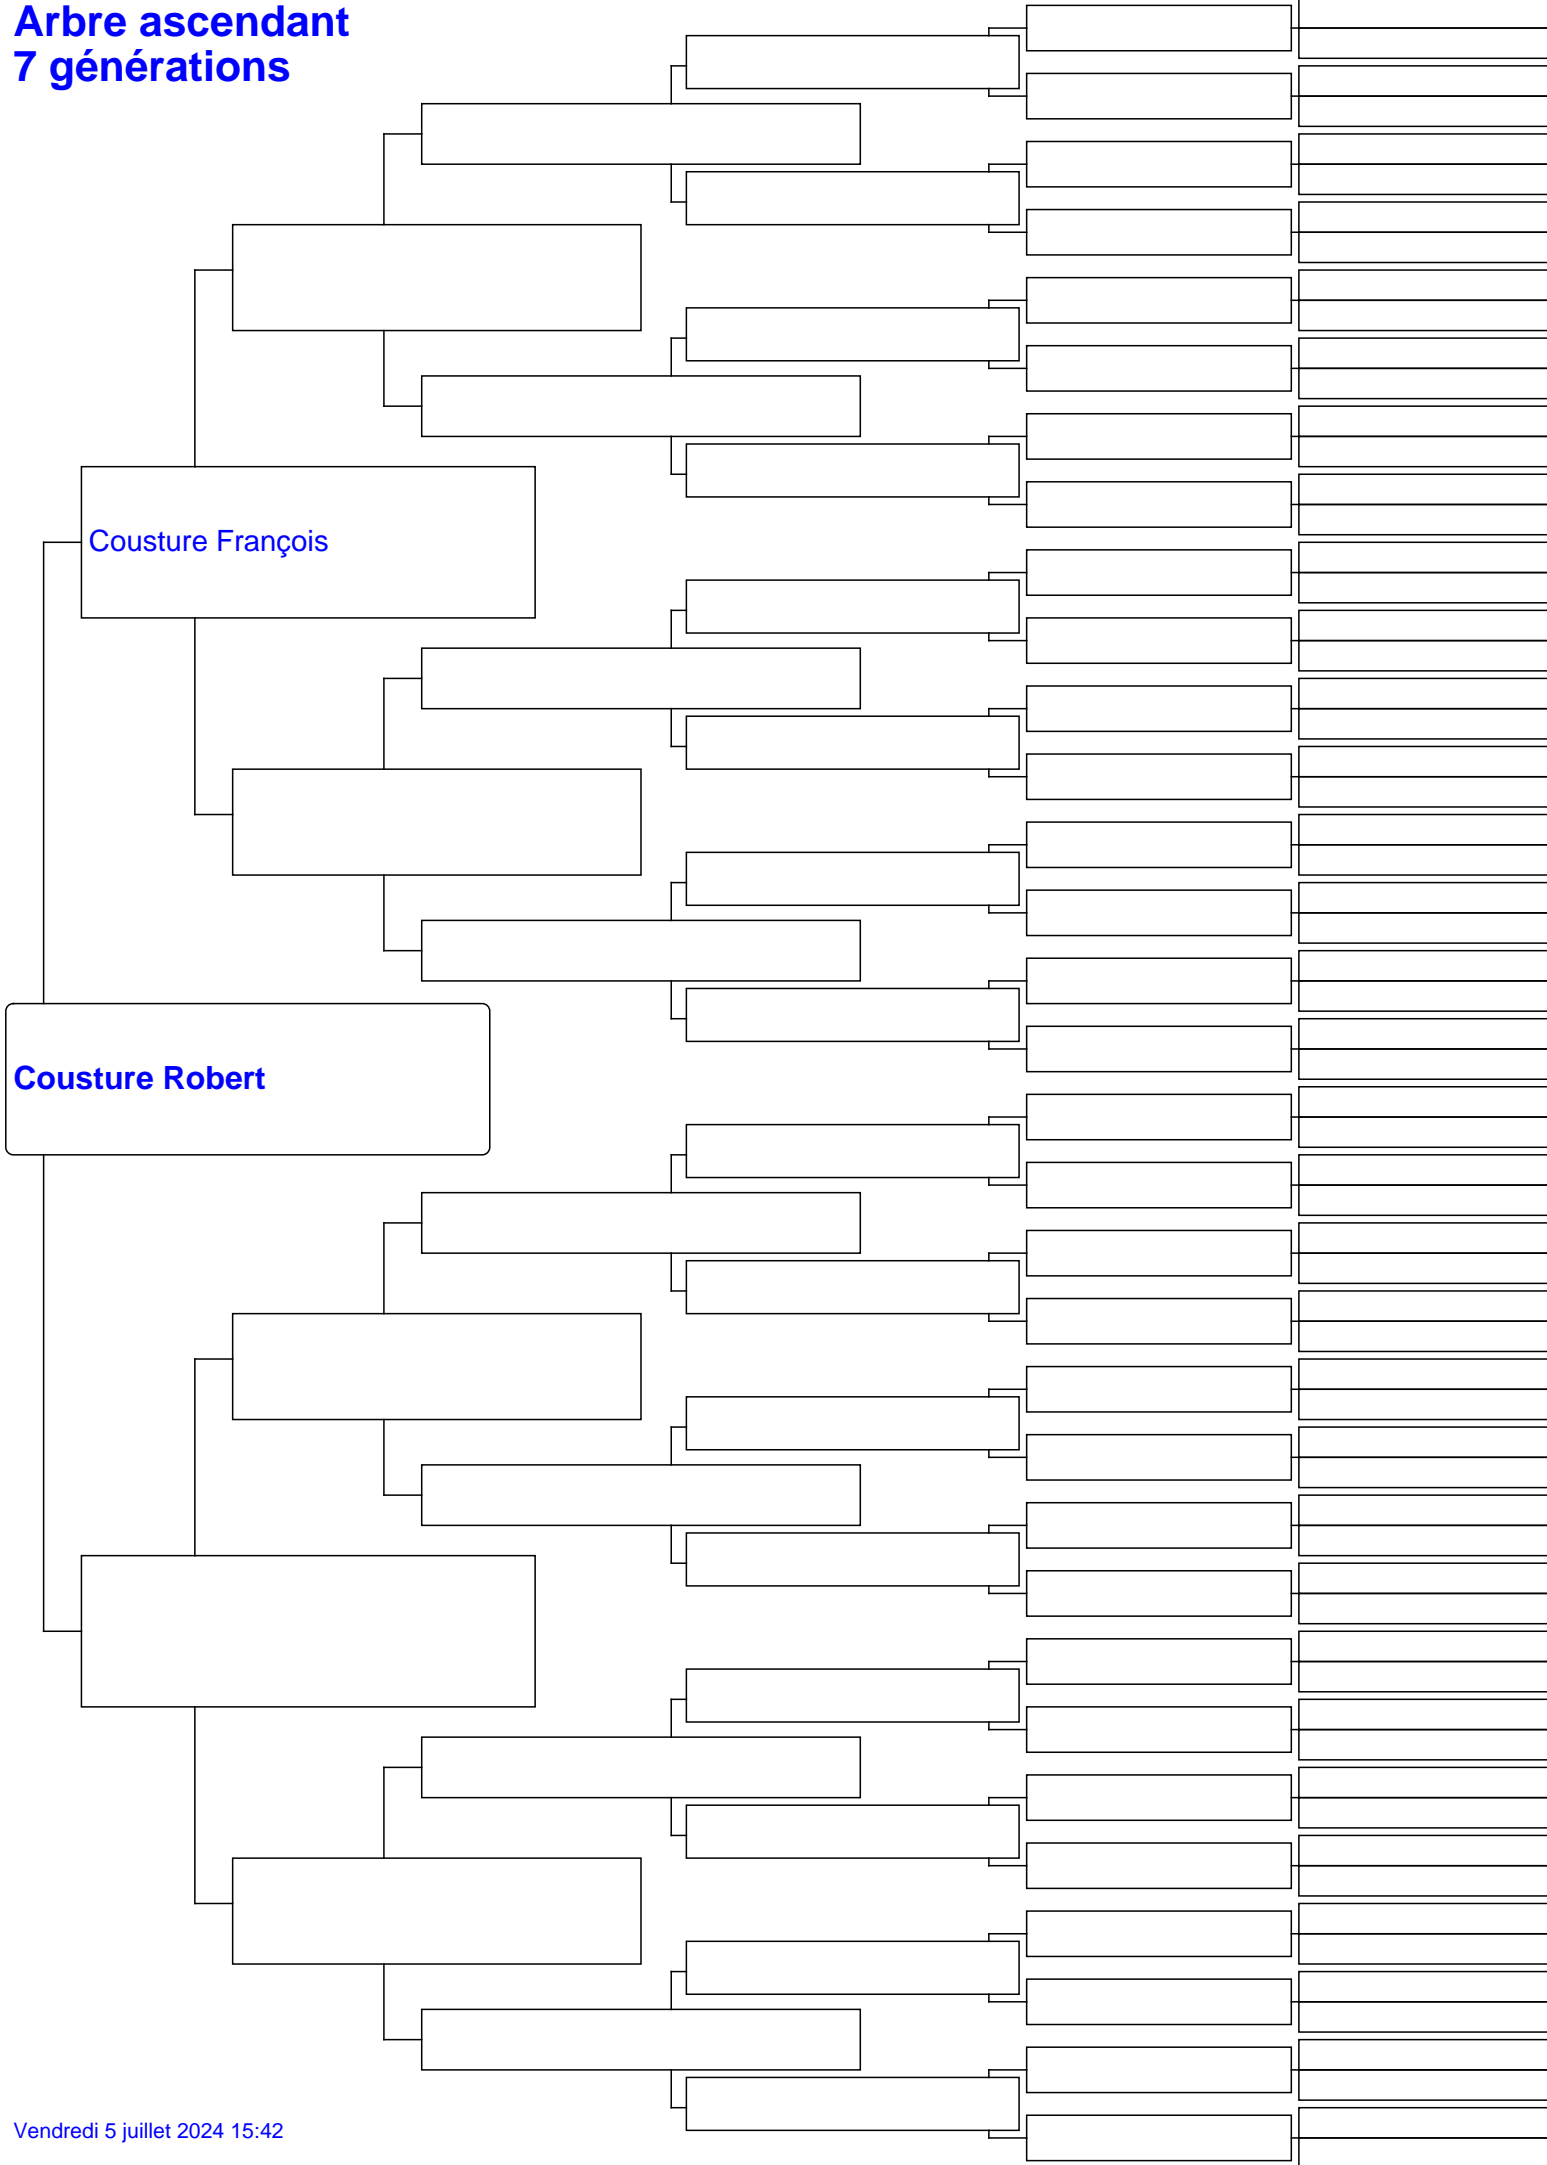 Arbre ascendant
7 générations
Cousture François
Cousture Robert
Vendredi 5 juillet 2024 15:42